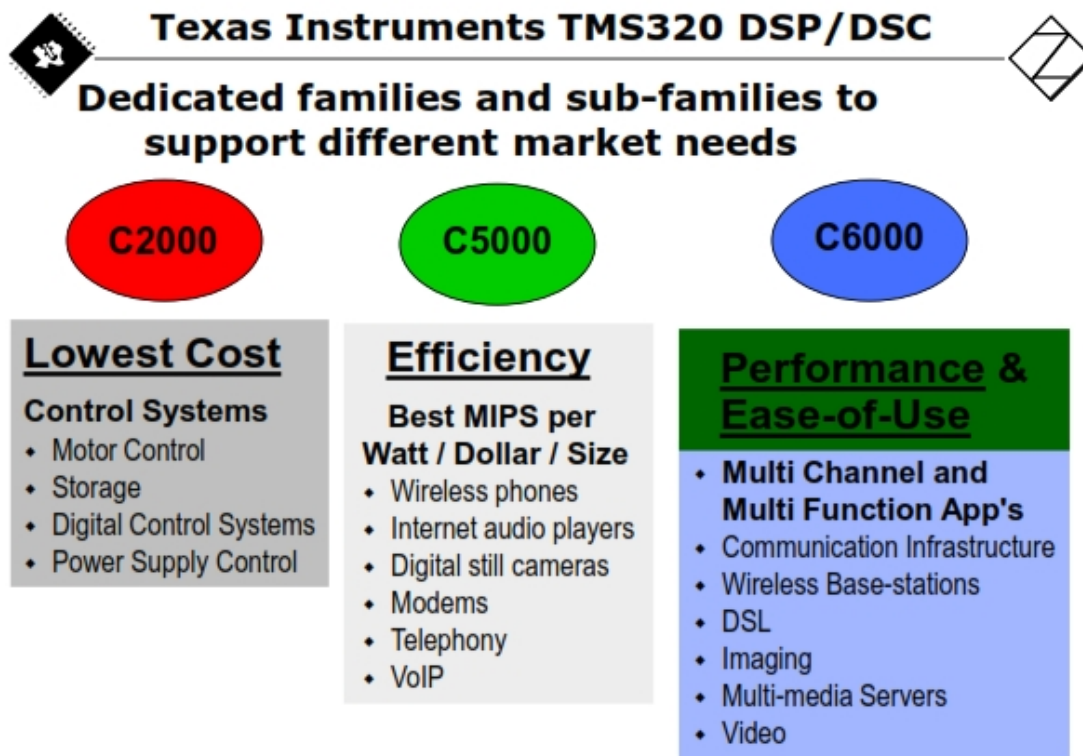 Texas Instruments TMS320 DSP/DSC
Dedicated families and sub-families to
support different market needs
C2000
C5000
C6000
Lowest Cost
Control Systems
Motor Control
Storage
Digital Control Systems
Power Supply Control
Efficiency
Best MIPS per
Watt / Dollar / Size
Wireless phones
Internet audio players
Digital still cameras
Modems
Telephony
VoIP
Performance &
Ease-of-Use
Multi Channel and
Multi Function App's
Communication Infrastructure
Wireless Base-stations
DSL
Imaging
Multi-media Servers
Video